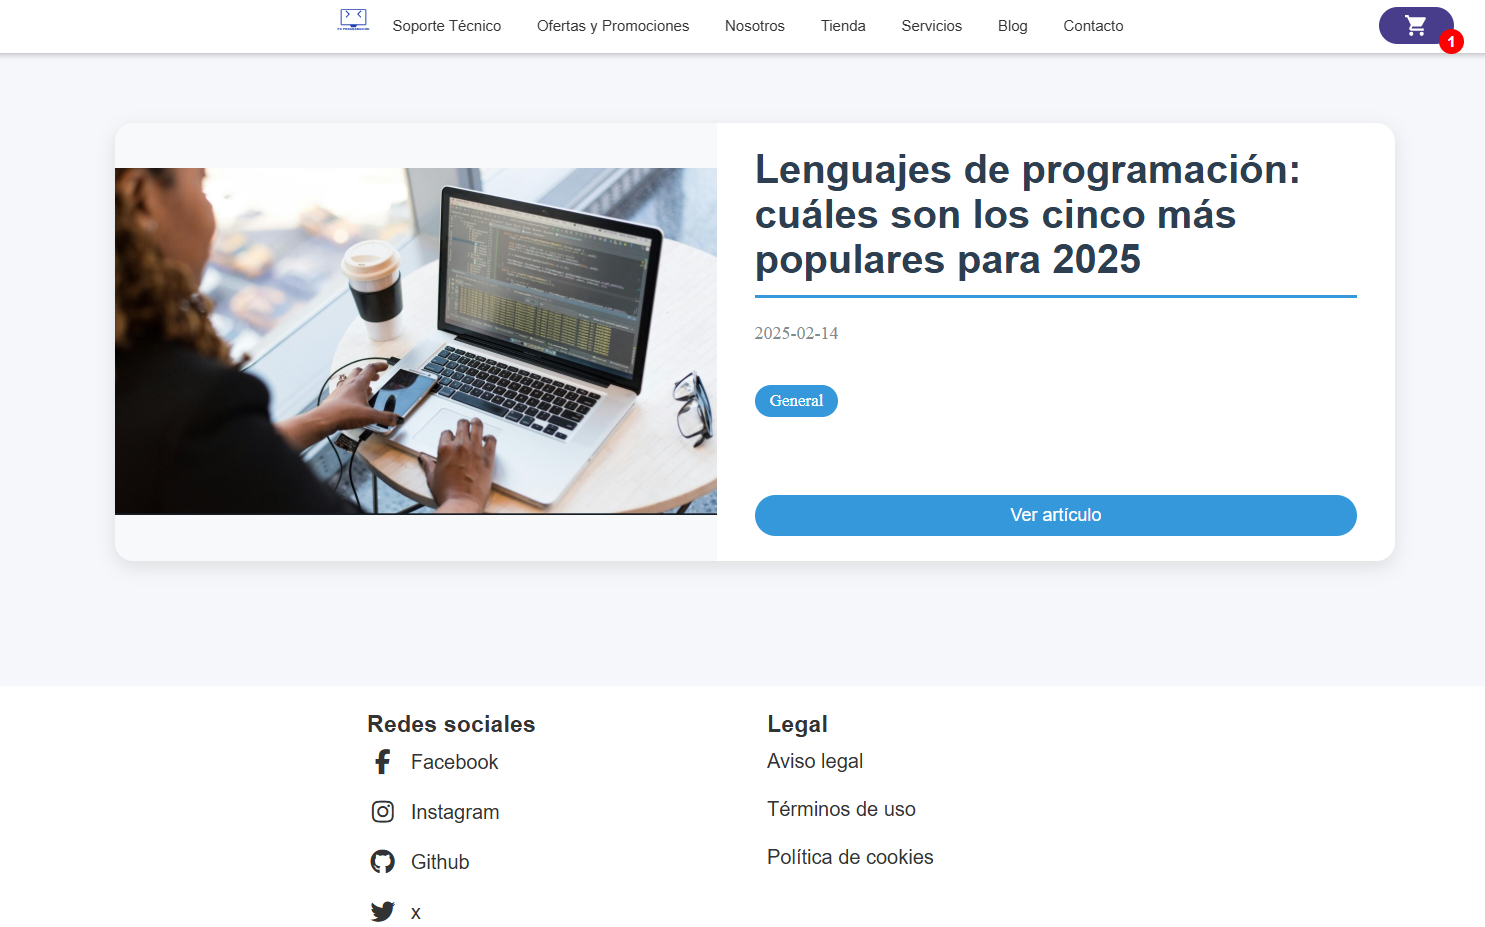 PC PROGRAMACIÓN
Soporte Técnico
Ofertas y Promociones
Nosotros
Tienda
Servicios
Blog
Contacto
1
Lenguajes de programación:
cuáles son los cinco más
populares para 2025
2025-02-14
General
Ver artículo
Redes sociales
Facebook
Instagram
Github
x
Legal
Aviso legal
Términos de uso
Política de cookies